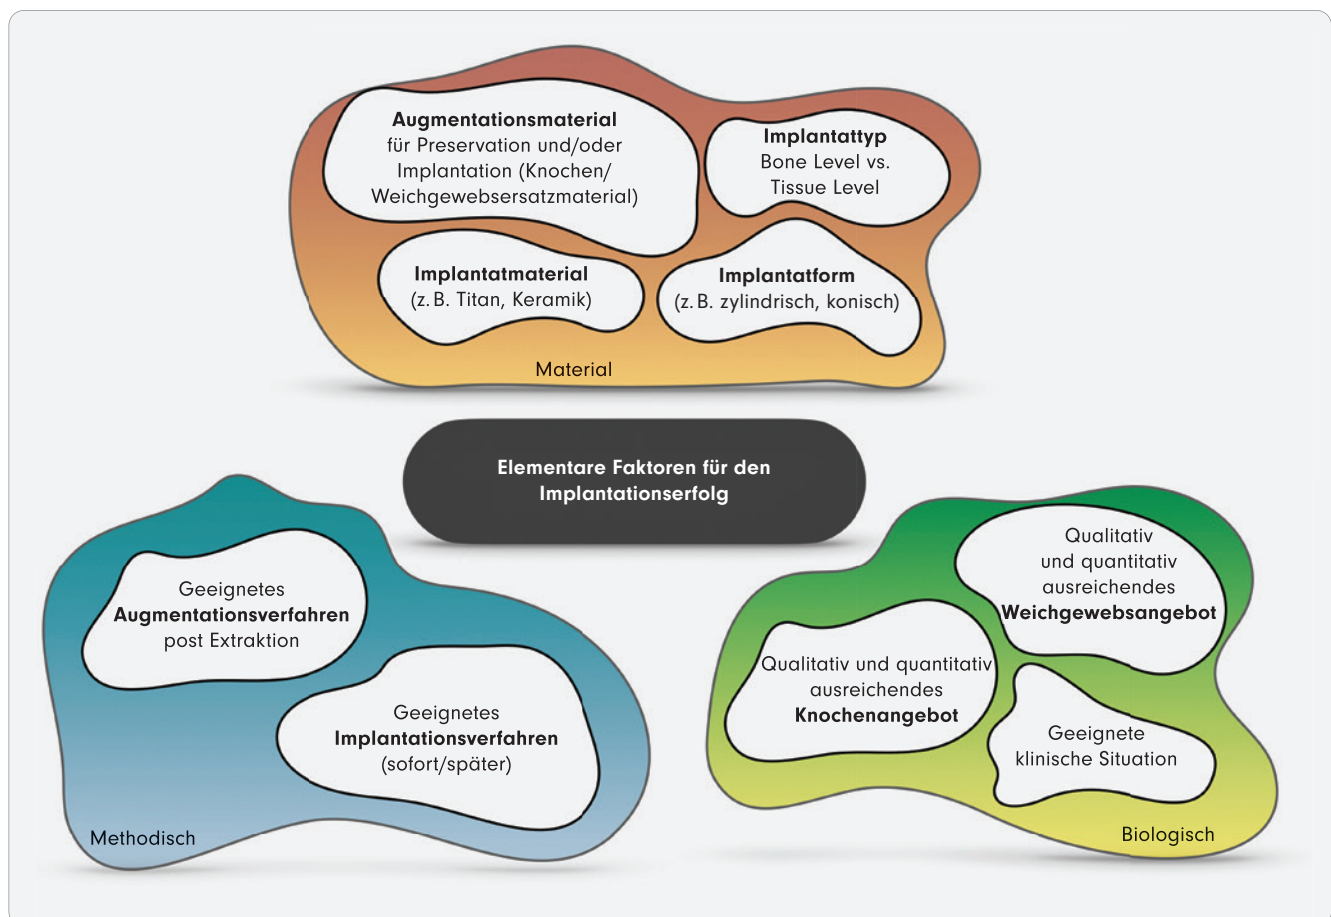 Augmentationsmaterial
für Preservation und/oder
Implantation (Knochen/
Weichgewebsersatzmaterial)
Implantattyp
Bone Level vs.
Tissue Level
Implantatmaterial
(z. B. Titan, Keramik)
Implantatform
(z. B. zylindrisch, konisch)
Material
Elementare Faktoren für den
Implantationserfolg
Geeignetes
Augmentationsverfahren
post Extraktion
Geeignetes
Implantationsverfahren
(sofort/später)
Methodisch
Qualitativ
und quantitativ
ausreichendes
Weichgewebsangebot
Qualitativ und quantitativ
ausreichendes
Knochenangebot
Geeignete
klinische Situation
Biologisch